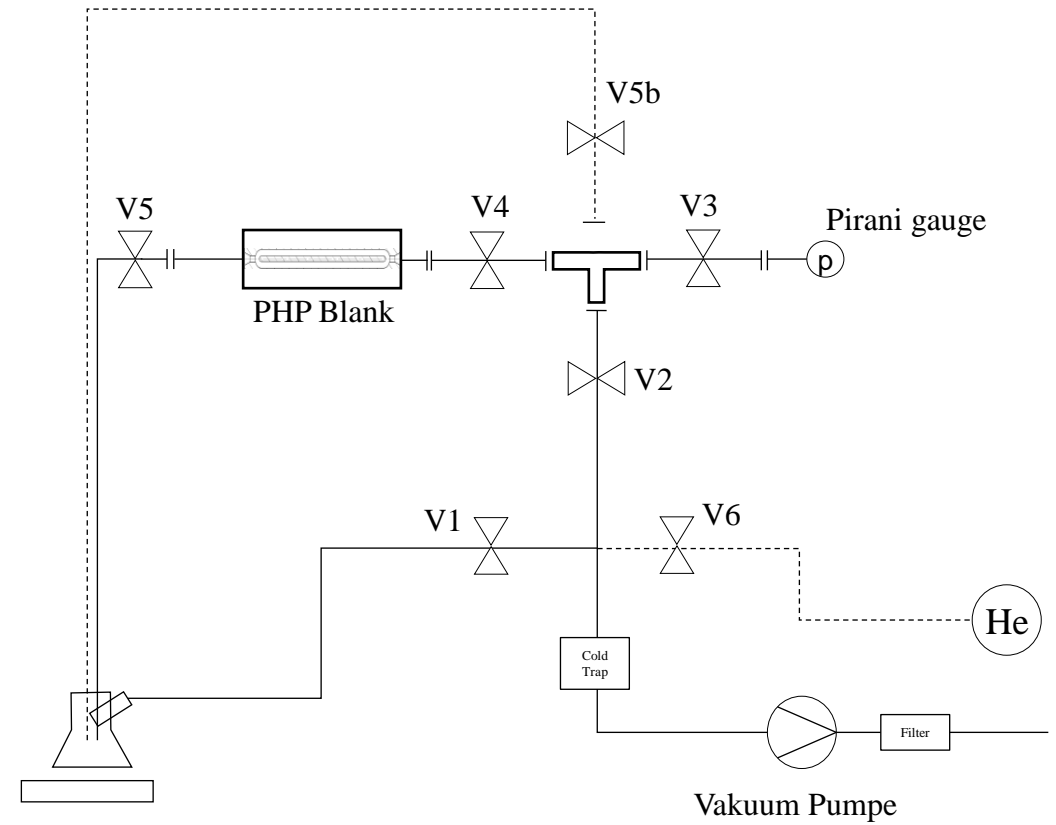 V5b
V5
V4
V3
Pirani gauge
p
PHP Blank
V2
V1
V6
He
Cold
Trap
Filter
Vakuum Pumpe